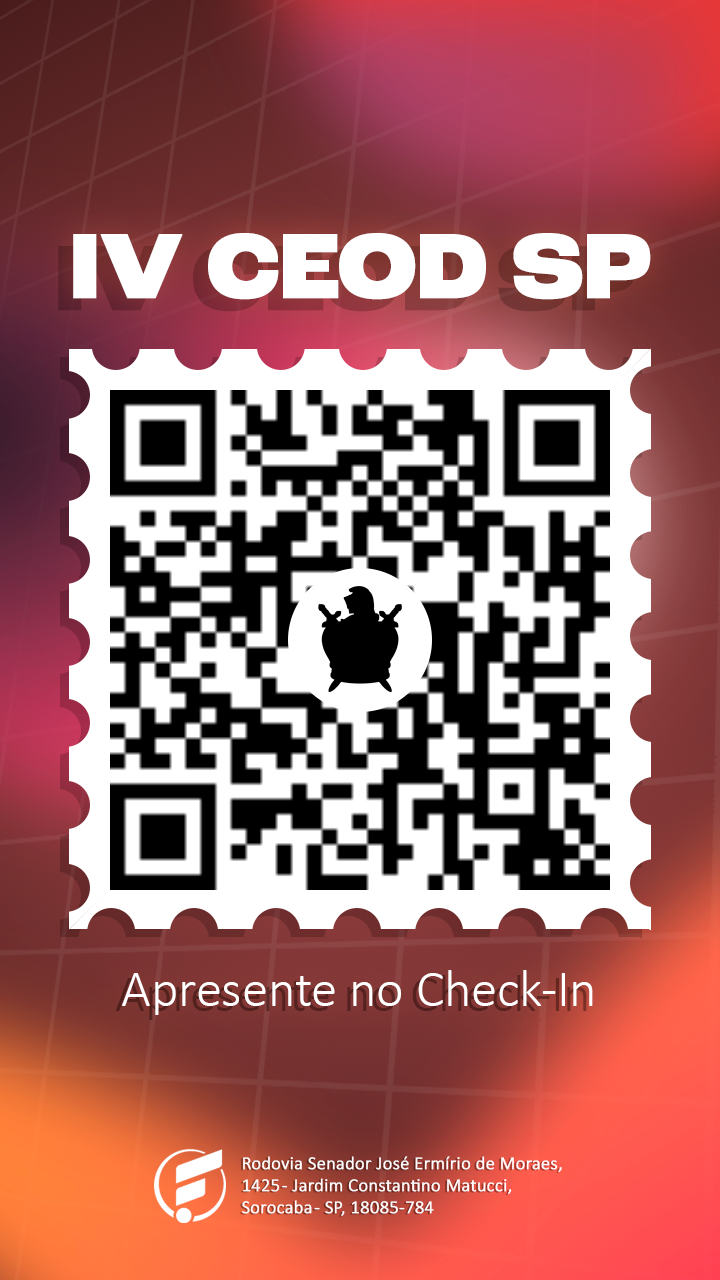 IV CEOD SP
Apresente no Check-In
Rodovia Senador José Ermírio de Moraes,
1425- Jardim Constantino Matucci,
Sorocaba- SP, 18085-784